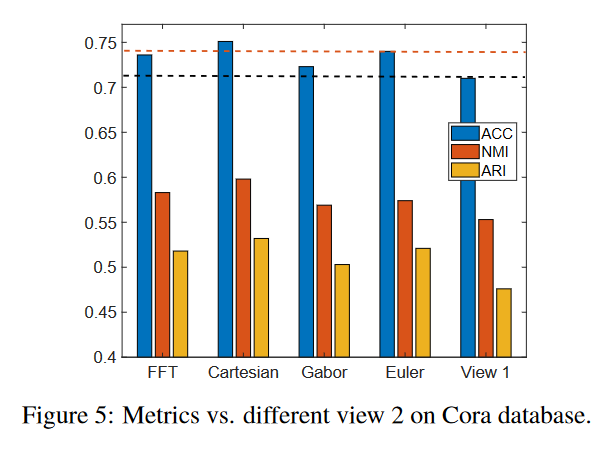 0.75
0.7
0.65
0.6
0.55
0.5
0.45
0.4
ACC
NMI
ARI
FFT Cartesian Gabor Euler View 1
Figure 5: Metrics vs. different view 2 on Cora database.